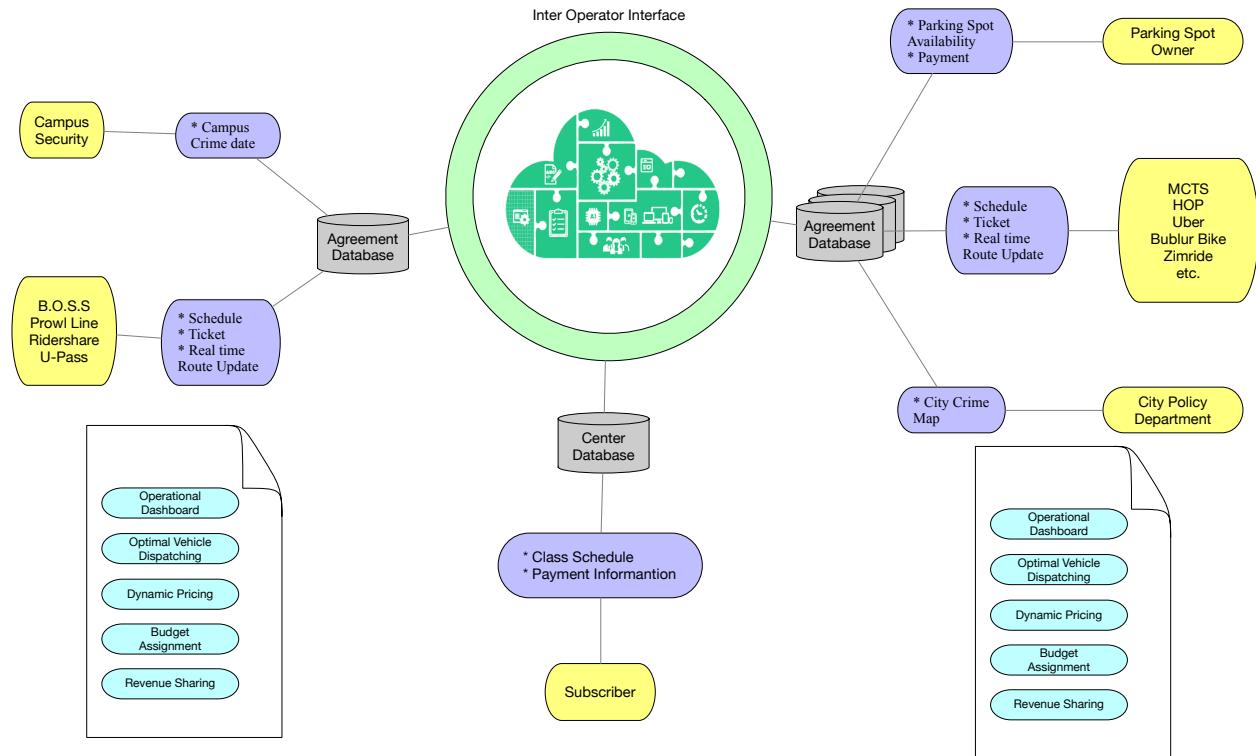 Inter Operator Interface
* Parking Spot
Availability
* Payment
Parking Spot
Owner
Campus
Security
* Campus
Crime date
Agreement
Database
B.O.S.S
Prowl Line
Ridershare
U-Pass
* Schedule
* Ticket
* Real time
Route Update
Agreement
Database
* Schedule
* Ticket
* Real time
Route Update
MCTS
HOP
Uber
Bublur Bike
Zimride
etc.
* City Crime
Map
City Policy
Department
Center
Database
* Class Schedule
* Payment Informantion
Subscriber
Operational
Dashboard
Optimal Vehicle
Dispatching
Dynamic Pricing
Budget
Assignment
Revenue Sharing
Operational
Dashboard
Optimal Vehicle
Dispatching
Dynamic Pricing
Budget
Assignment
Revenue Sharing